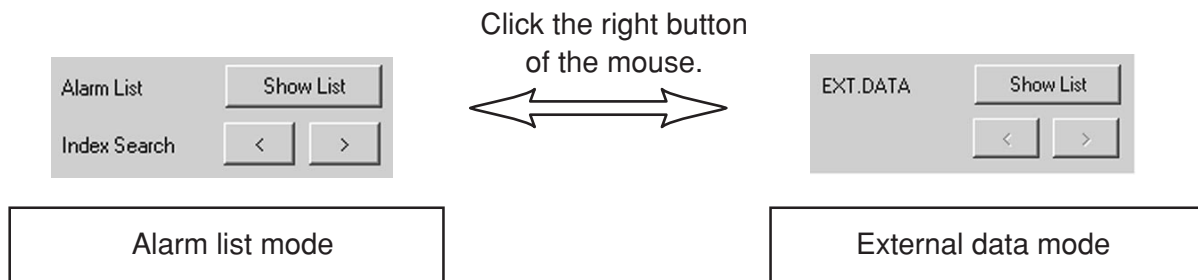 Click the right button
of the mouse.
Alarm List
Show List
Index Search
<
>
EXT.DATA
Show List
<
>
Alarm list mode
External data mode